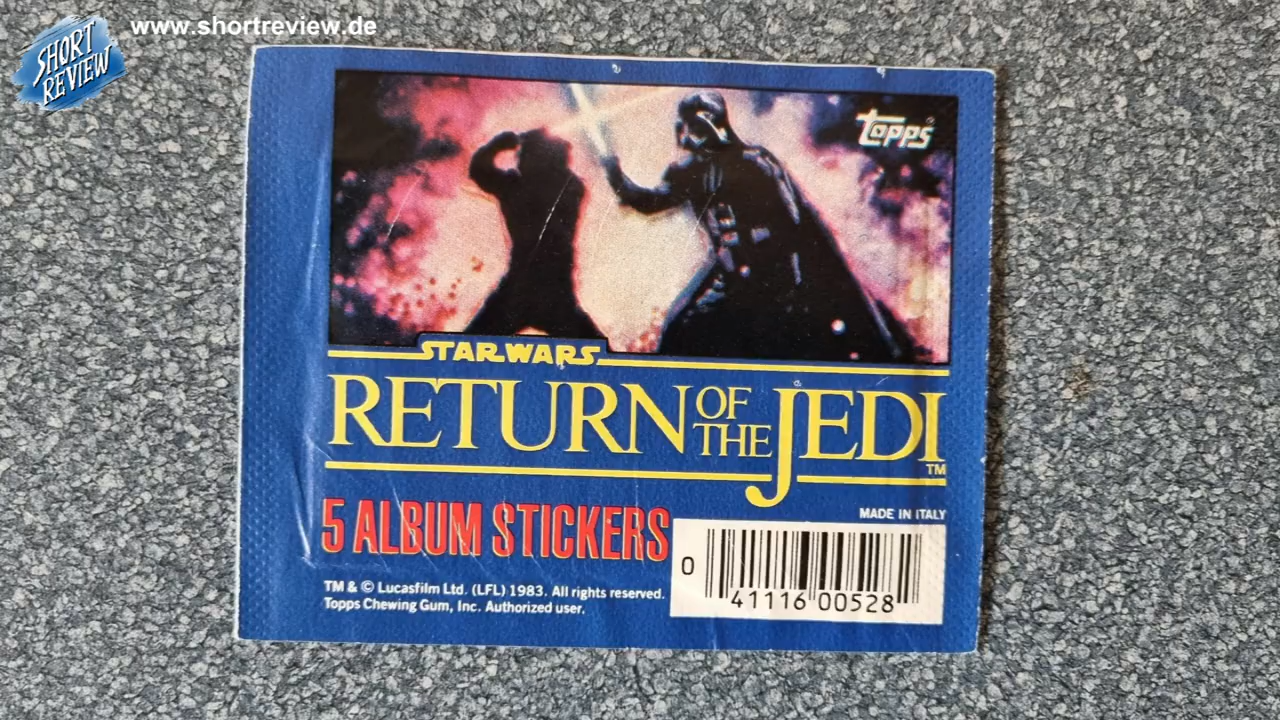 www.shortreview.de
SHORT
REVIEW
topps
STAR WARS
RETURN OF THE JEDI
TM
5 ALBUM STICKERS
MADE IN ITALY
0
41116 00528
TM & © Lucasfilm Ltd. (LFL) 1983. All rights reserved.
Topps Chewing Gum, Inc. Authorized user.